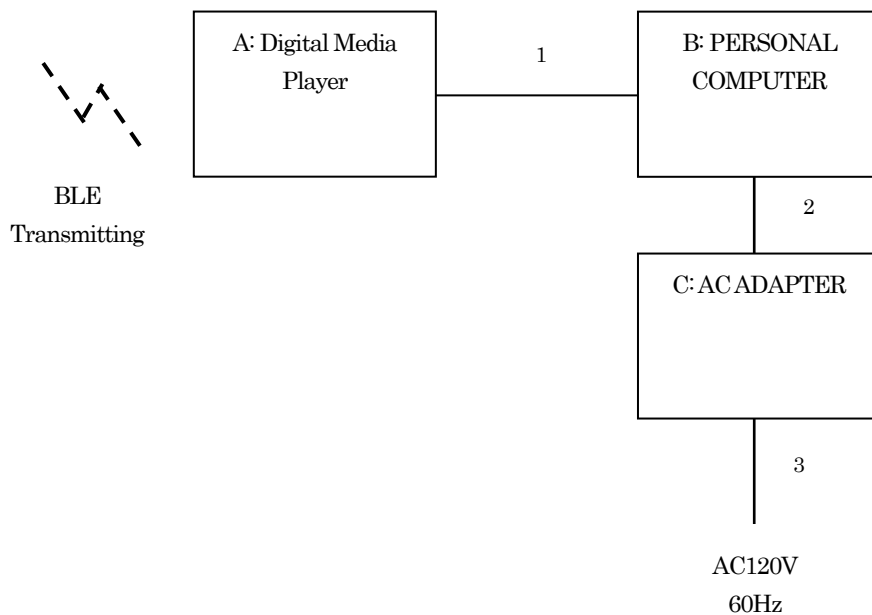 A: Digital Media
Player
1
B: PERSONAL
COMPUTER
BLE
Transmitting
2
C: AC ADAPTER
3
AC120V
60Hz